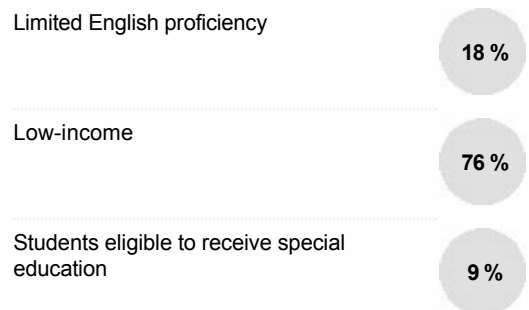 Limited English proficiency
18 %
Low-income
76 %
Students eligible to receive special
education
9 %